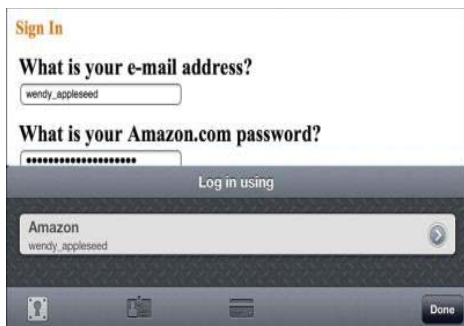 Sign In
What is your e-mail address?
wendy_appleseed
What is your Amazon.com password?
••••••••••••••••••••
Log in using
Amazon
wendy_appleseed
Done